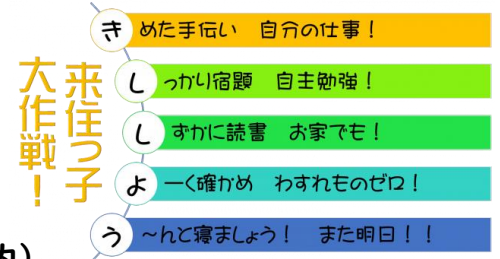 来住っ子
大作戦！
きめた手伝い　自分の仕事！
しっかり宿題　自主勉強！
しずかに読書　お家でも！
よーく確かめ　わすれものゼロ！
う～んと寝ましょう！　また明日！！